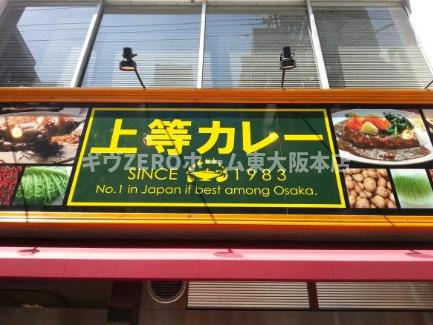 上等カレー
ギウZEROホーム東大阪本店
SINCE 1983
No.1 in Japan if best among Osaka.